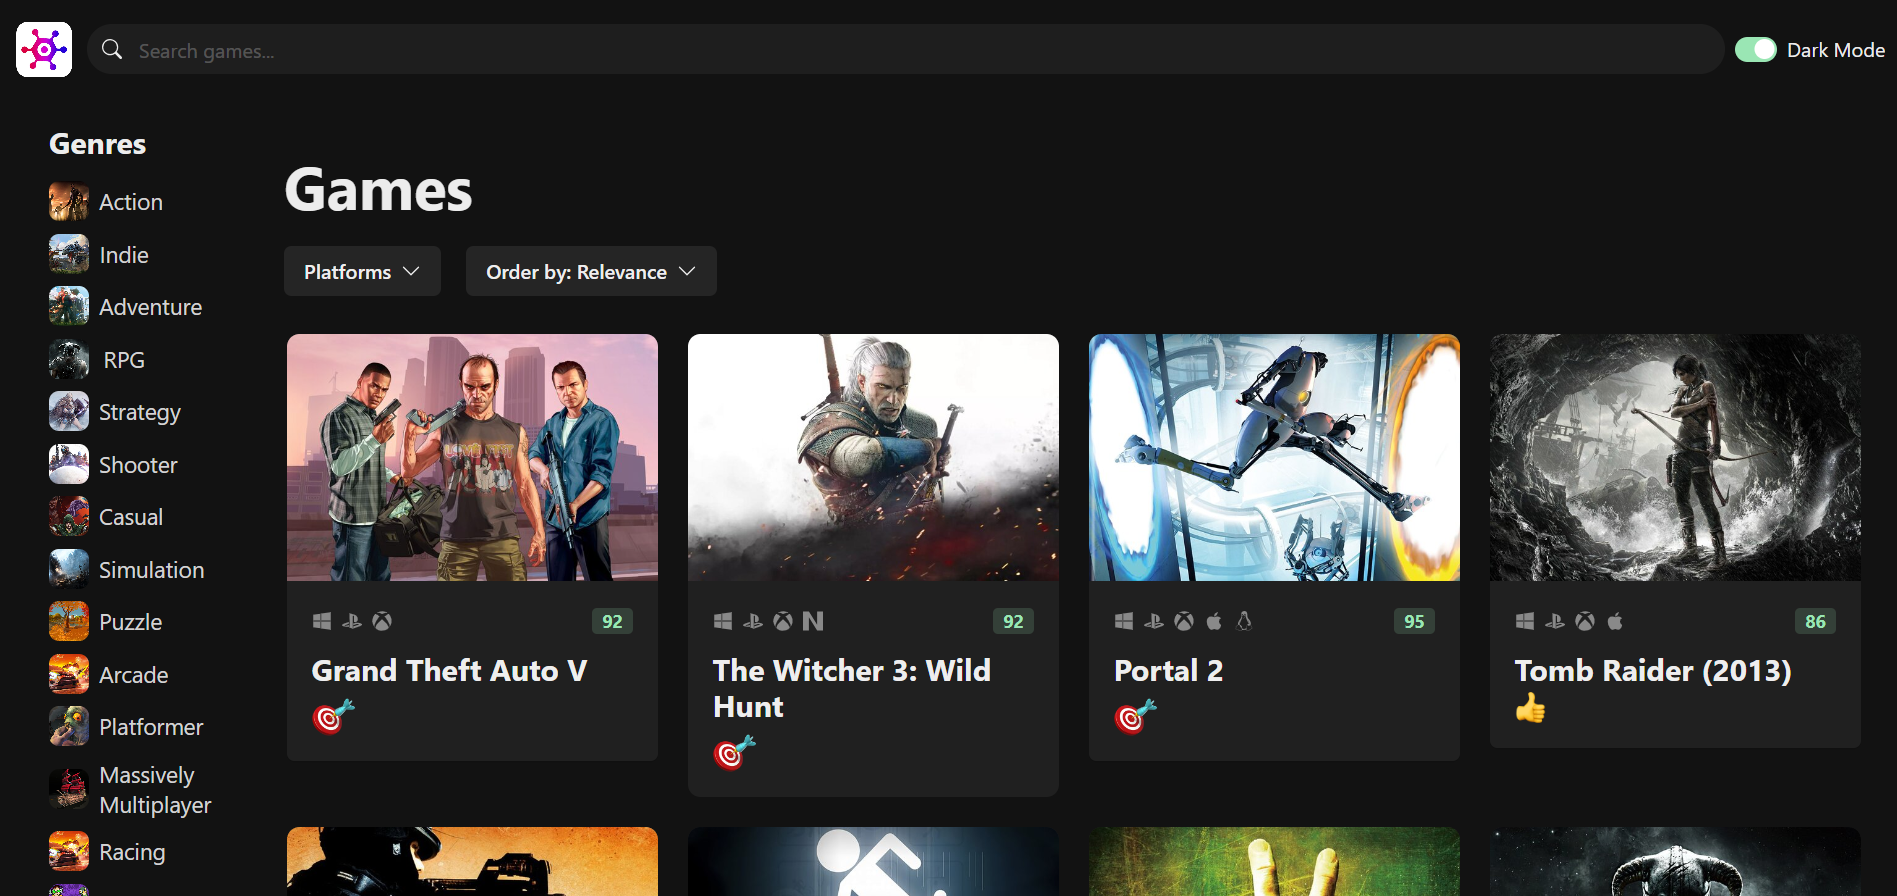 Search games...
Dark Mode
Genres
Action
Indie
Adventure
RPG
Strategy
Shooter
Casual
Simulation
Puzzle
Arcade
Platformer
Massively
Multiplayer
Racing
Games
Platforms
Order by: Relevance
92
Grand Theft Auto V
92
The Witcher 3: Wild
Hunt
95
Portal 2
86
Tomb Raider (2013)